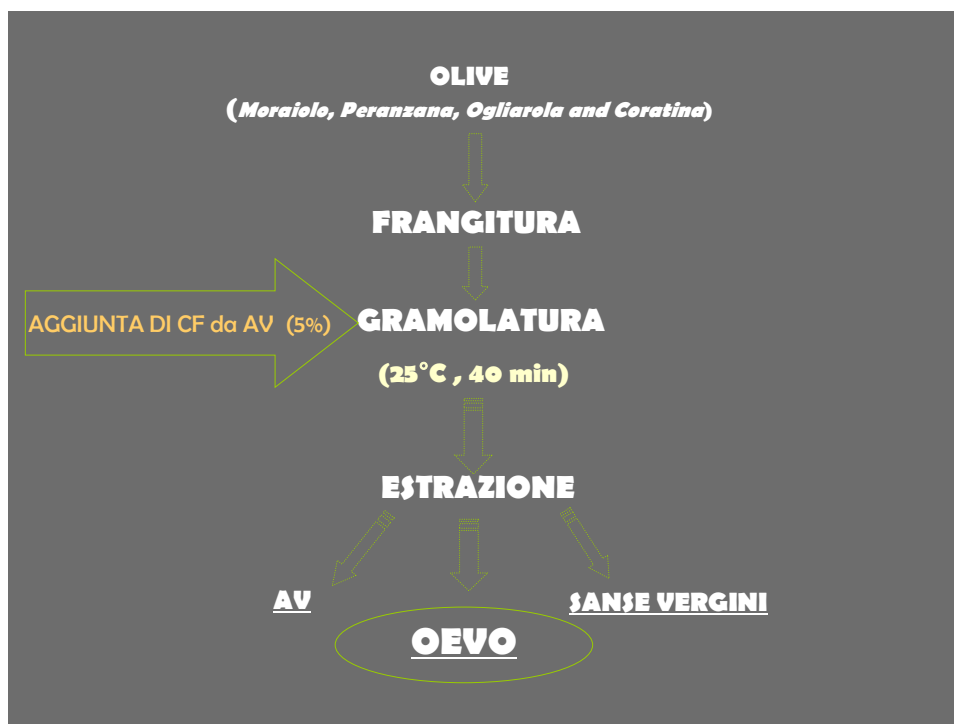 OLIVE
(Moraiolo, Peranzana, Ogliarola and Coratina)
FRANGITURA
AGGIUNTA DI CF da AV (5%)
GRAMOLATURA
(25°C , 40 min)
ESTRAZIONE
AV
SANSE VERGINI
OEVO